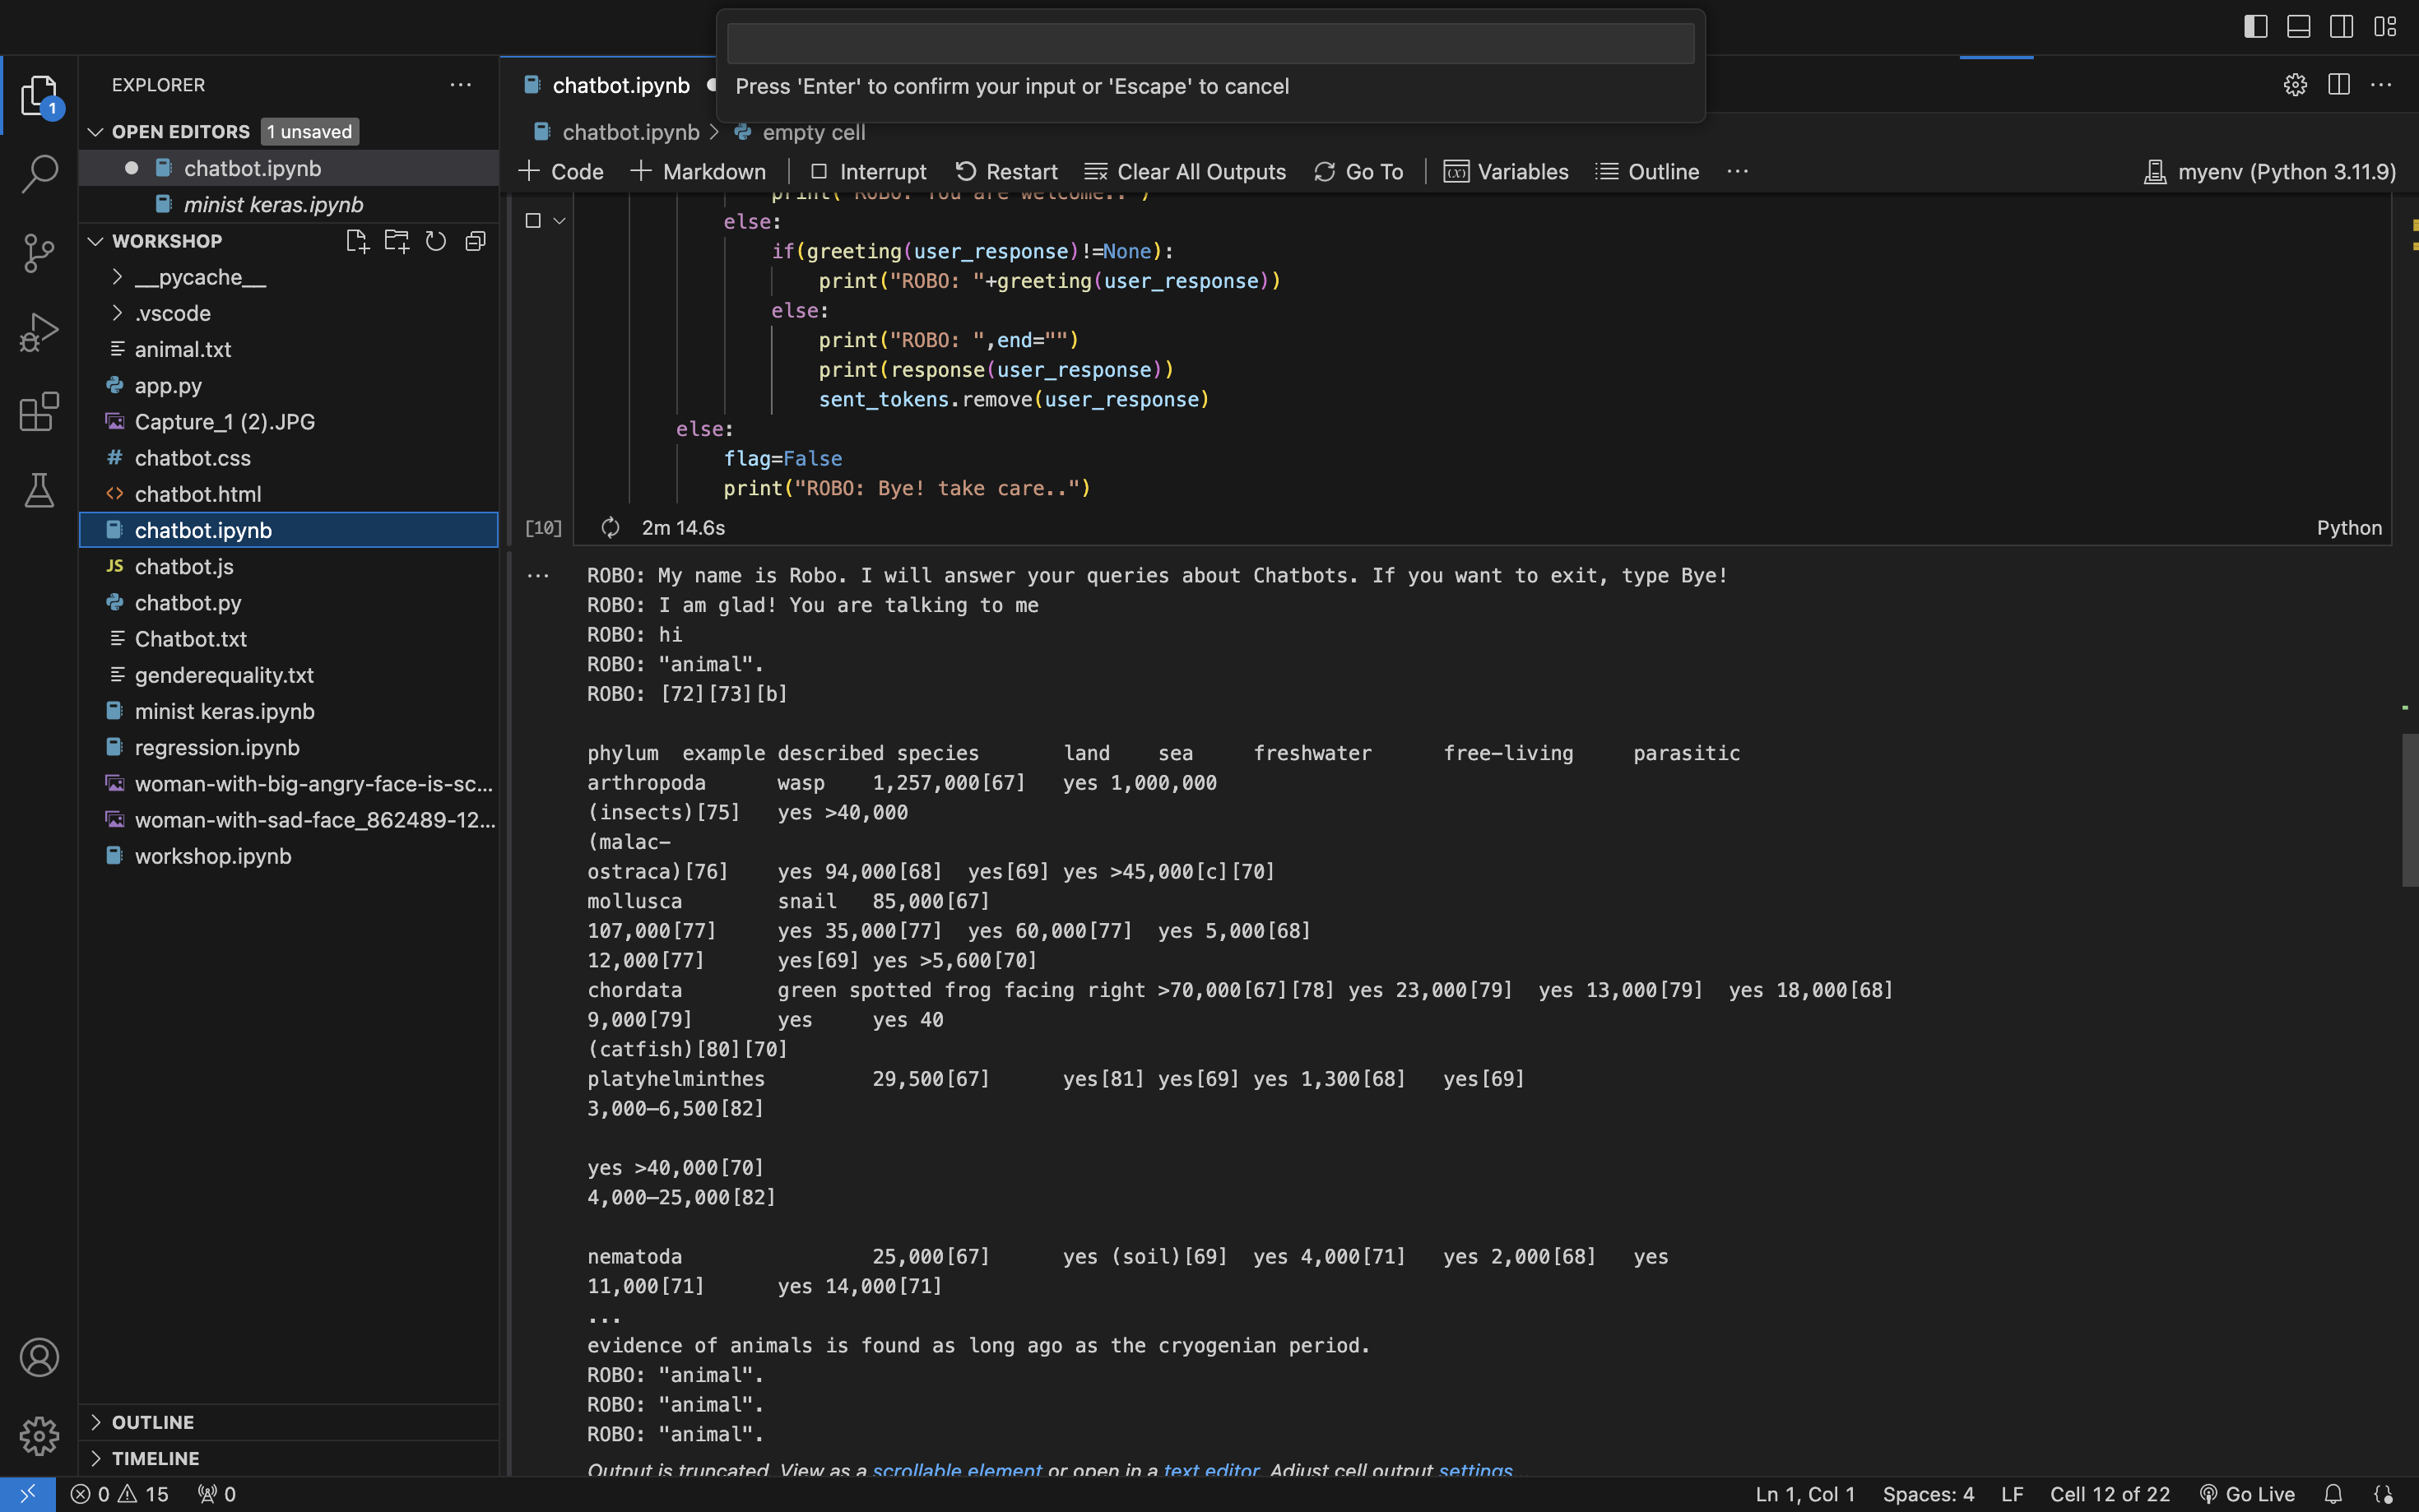 Press 'Enter' to confirm your input or 'Escape' to cancel
EXPLORER
OPEN EDITORS 1 unsaved
chatbot.ipynb
minist keras.ipynb
WORKSHOP
__pycache__
.vscode
animal.txt
app.py
Capture_1 (2).JPG
chatbot.css
chatbot.html
chatbot.ipynb
chatbot.js
chatbot.py
Chatbot.txt
genderequality.txt
minist keras.ipynb
regression.ipynb
woman-with-big-angry-face-is-sc...
woman-with-sad-face_862489-12...
workshop.ipynb
OUTLINE
TIMELINE
chatbot.ipynb
chatbot.ipynb > empty cell
+ Code + Markdown Interrupt Restart Clear All Outputs Go To Variables Outline ... myenv (Python 3.11.9)
print("ROBO: You are welcome..")
else:
if(greeting(user_response)!=None):
print("ROBO: "+greeting(user_response))
else:
print("ROBO: ",end="")
print(response(user_response))
sent_tokens.remove(user_response)
else:
flag=False
print("ROBO: Bye! take care..")
[10] 2m 14.6s Python
ROBO: My name is Robo. I will answer your queries about Chatbots. If you want to exit, type Bye!
ROBO: I am glad! You are talking to me
ROBO: hi
ROBO: "animal".
ROBO: [72][73][b]
phylum example described species land sea freshwater free-living parasitic
arthropoda wasp 1,257,000[67] yes 1,000,000
(insects)[75] yes >40,000
(malac-
ostraca)[76] yes 94,000[68] yes[69] yes >45,000[c][70]
mollusca snail 85,000[67]
107,000[77] yes 35,000[77] yes 60,000[77] yes 5,000[68]
12,000[77] yes[69] yes >5,600[70]
chordata green spotted frog facing right >70,000[67][78] yes 23,000[79] yes 13,000[79] yes 18,000[68]
9,000[79] yes yes 40
(catfish)[80][70]
platyhelminthes 29,500[67] yes[81] yes[69] yes 1,300[68] yes[69]
3,000–6,500[82]
yes >40,000[70]
4,000–25,000[82]
nematoda 25,000[67] yes (soil)[69] yes 4,000[71] yes 2,000[68] yes
11,000[71] yes 14,000[71]
...
evidence of animals is found as long ago as the cryogenian period.
ROBO: "animal".
ROBO: "animal".
ROBO: "animal".
Output is truncated. View as a scrollable element or open in a text editor. Adjust cell output settings...
1
0 15 0 Ln 1, Col 1 Spaces: 4 LF Cell 12 of 22 Go Live